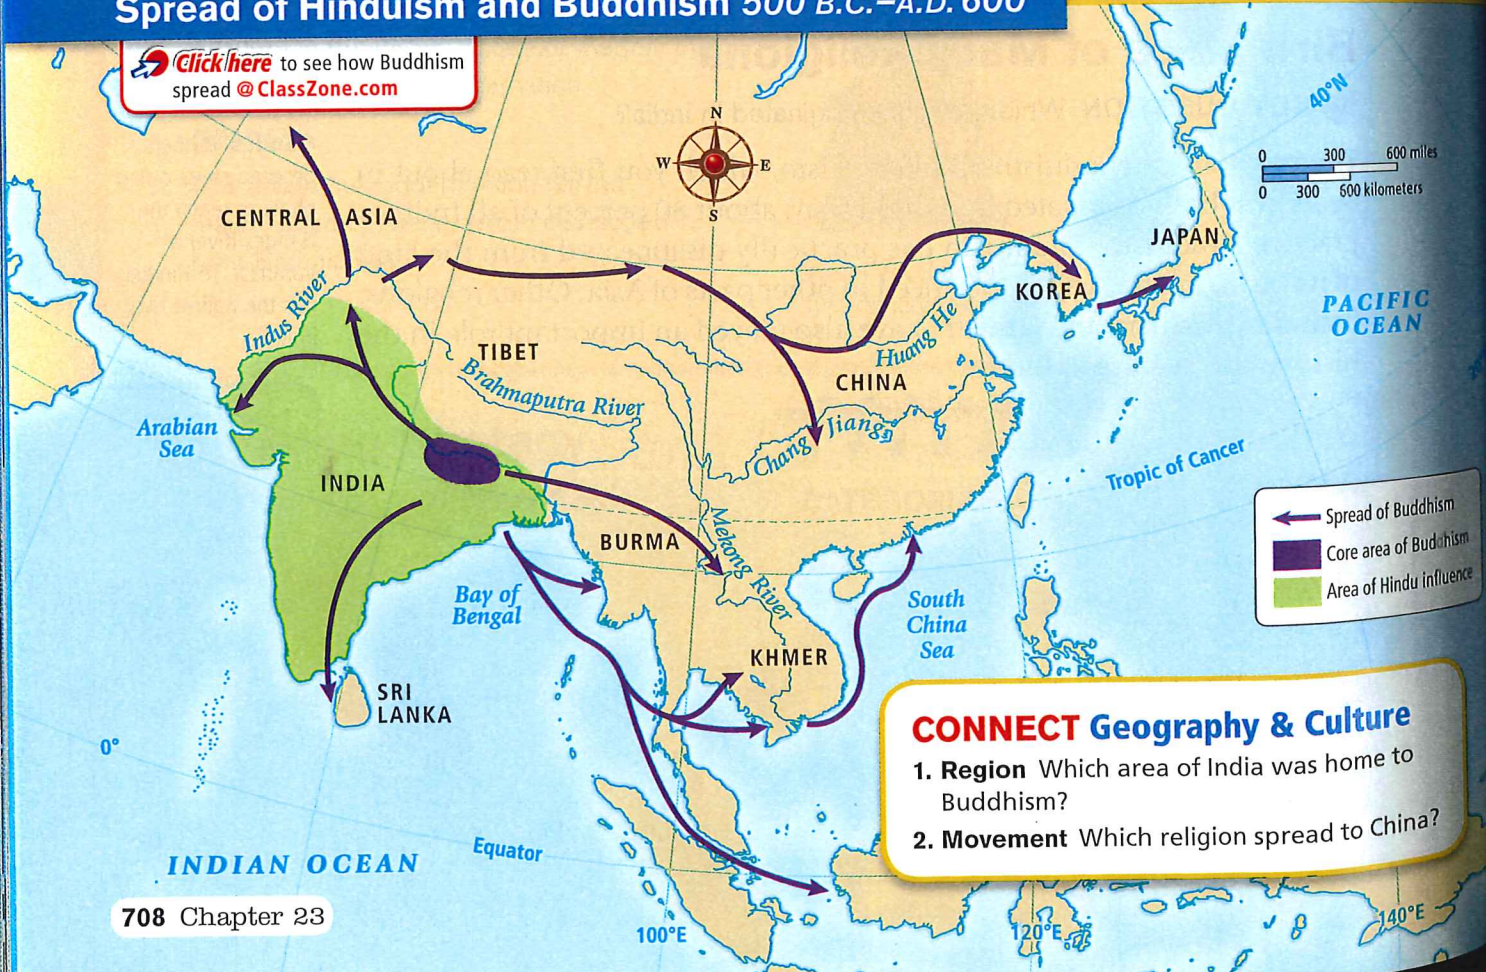 Spread of Hinduism and Buddhism 500 B.C.–A.D. 600
Click here to see how Buddhism
spread @ ClassZone.com
N
W E
S
40°N
0 300 600 miles
0 300 600 kilometers
CENTRAL ASIA
JAPAN
KOREA
PACIFIC
OCEAN
Indus River
TIBET
Huang He
CHINA
Brahmaputra River
Arabian
Sea
Chang Jiang
INDIA
Tropic of Cancer
Spread of Buddhism
Core area of Buddhism
Area of Hindu influence
BURMA
Mekong River
Bay of
Bengal
South
China
Sea
KHMER
SRI
LANKA
0°
CONNECT Geography & Culture
1. Region Which area of India was home to
Buddhism?
2. Movement Which religion spread to China?
Equator
INDIAN OCEAN
708 Chapter 23
100°E
120°E
140°E